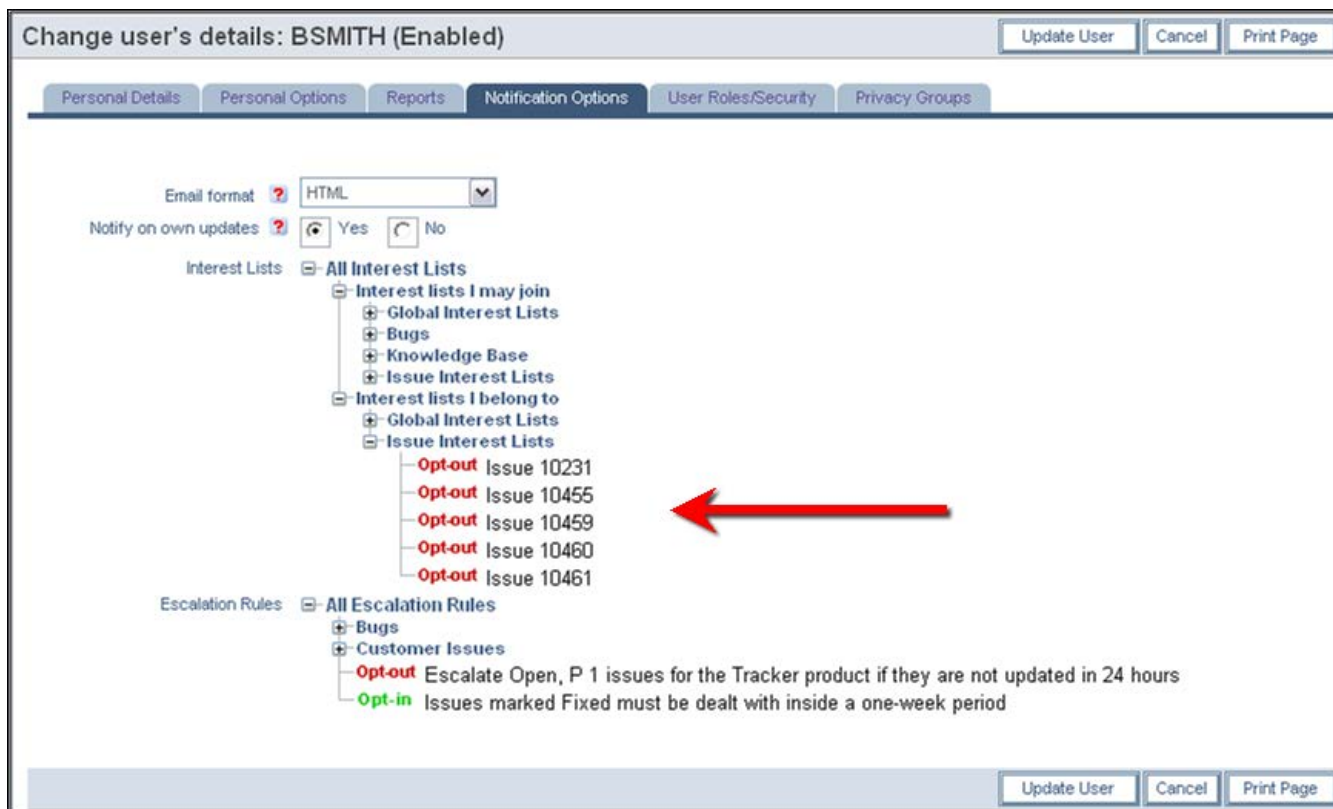 Change user's details: BSMITH (Enabled) Update User Cancel Print Page
Personal Details Personal Options Reports Notification Options User Roles/Security Privacy Groups
Email format ? HTML
Notify on own updates ? Yes No
Interest Lists All Interest Lists
Interest lists I may join
Global Interest Lists
Bugs
Knowledge Base
Issue Interest Lists
Interest lists I belong to
Global Interest Lists
Issue Interest Lists
Opt-out Issue 10231
Opt-out Issue 10455
Opt-out Issue 10459
Opt-out Issue 10460
Opt-out Issue 10461
Escalation Rules All Escalation Rules
Bugs
Customer Issues
Opt-out Escalate Open, P 1 issues for the Tracker product if they are not updated in 24 hours
Opt-in Issues marked Fixed must be dealt with inside a one-week period
Update User Cancel Print Page